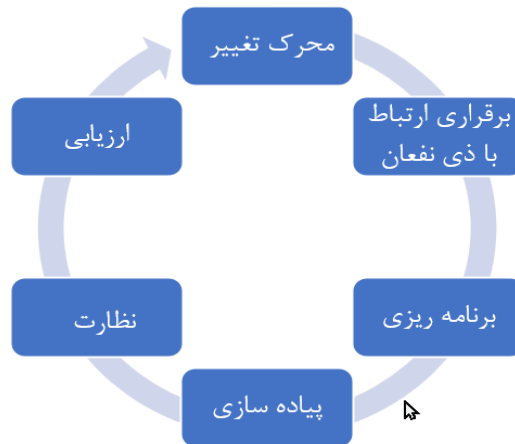 محرک تغییر
برقراری ارتباط
با ذی نفعان
برنامه ریزی
پیاده سازی
نظارت
ارزیابی